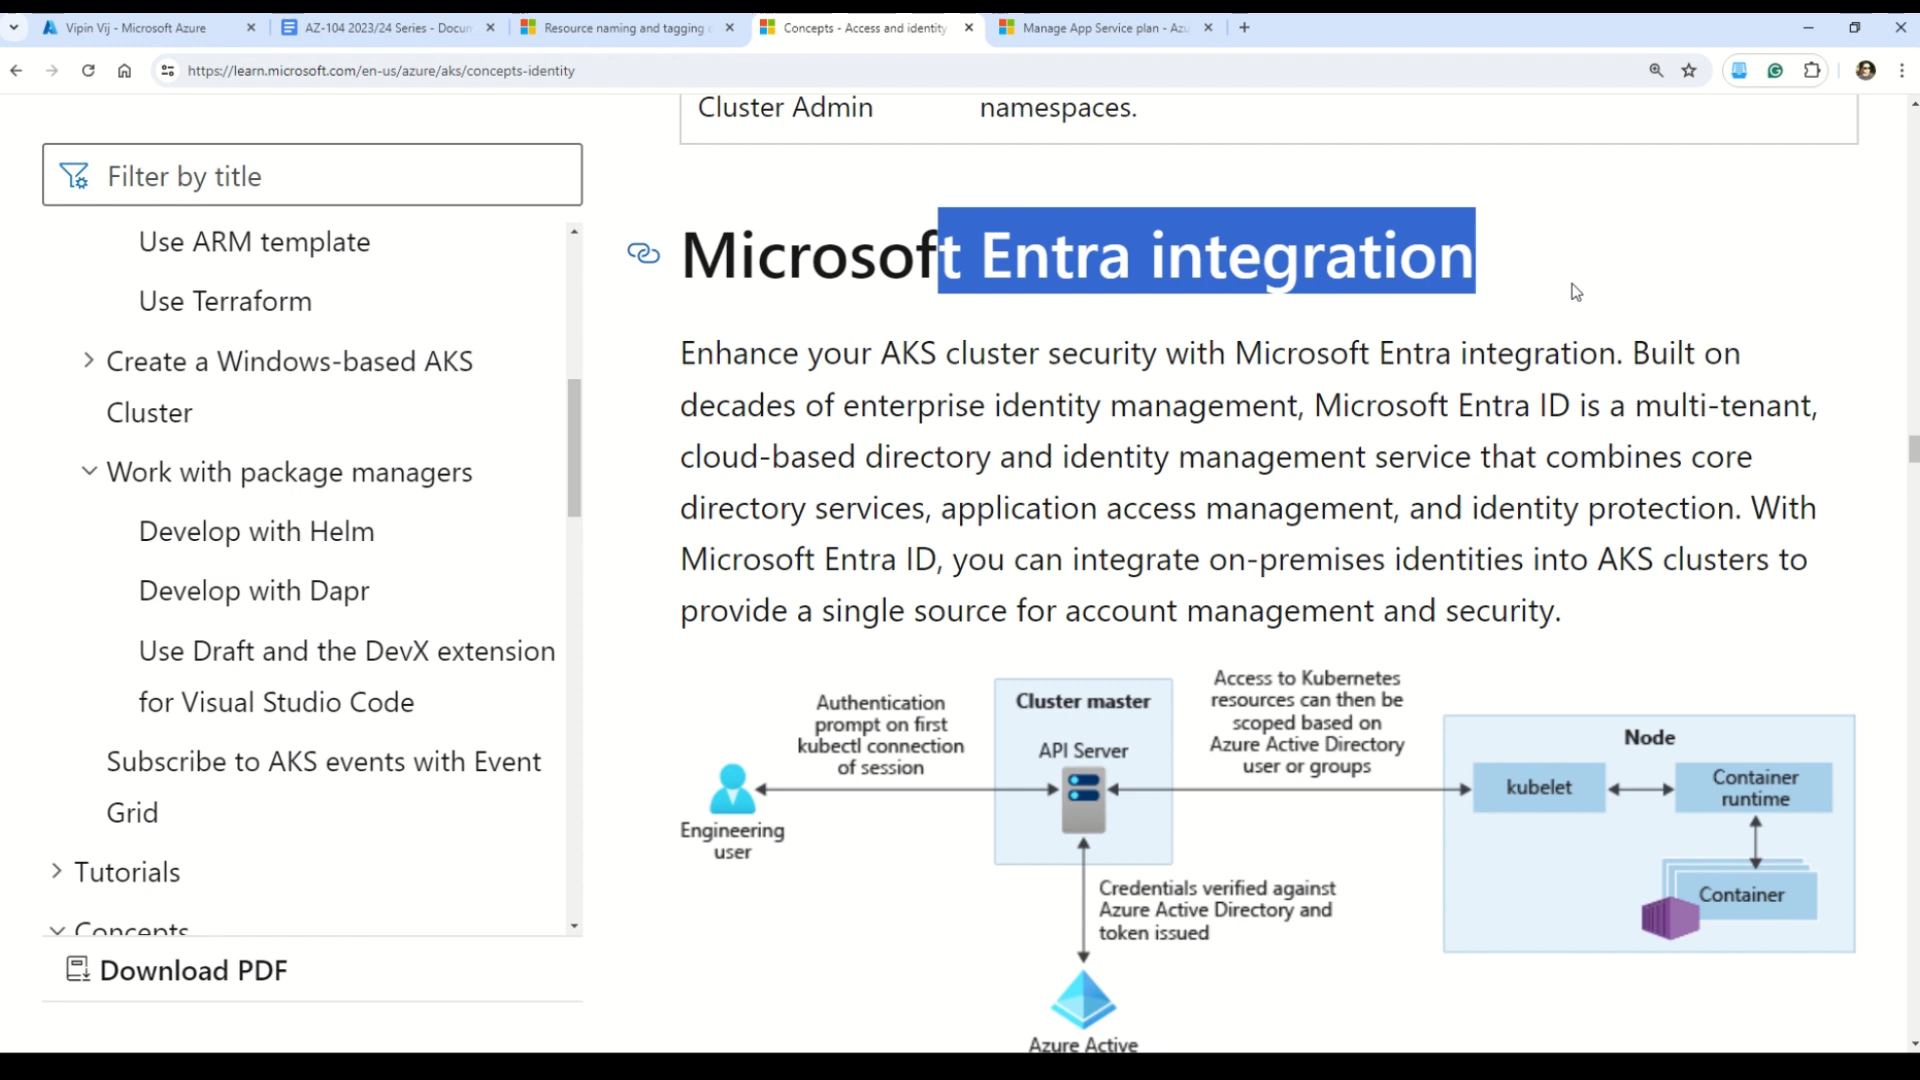 Vipin Vij - Microsoft Azure
AZ-104 2023/24 Series - Docun
Resource naming and tagging
Concepts - Access and identity
Manage App Service plan - Azu
https://learn.microsoft.com/en-us/azure/aks/concepts-identity
Filter by title
Use ARM template
Use Terraform
Create a Windows-based AKS
Cluster
Work with package managers
Develop with Helm
Develop with Dapr
Use Draft and the DevX extension
for Visual Studio Code
Subscribe to AKS events with Event
Grid
Tutorials
Concepts
Download PDF
Cluster Admin
namespaces.
Microsoft Entra integration
Enhance your AKS cluster security with Microsoft Entra integration. Built on
decades of enterprise identity management, Microsoft Entra ID is a multi-tenant,
cloud-based directory and identity management service that combines core
directory services, application access management, and identity protection. With
Microsoft Entra ID, you can integrate on-premises identities into AKS clusters to
provide a single source for account management and security.
Engineering
user
Authentication
prompt on first
kubectl connection
of session
Cluster master
API Server
Access to Kubernetes
resources can then be
scoped based on
Azure Active Directory
user or groups
Node
kubelet
Container
runtime
Container
Credentials verified against
Azure Active Directory and
token issued
Azure Active